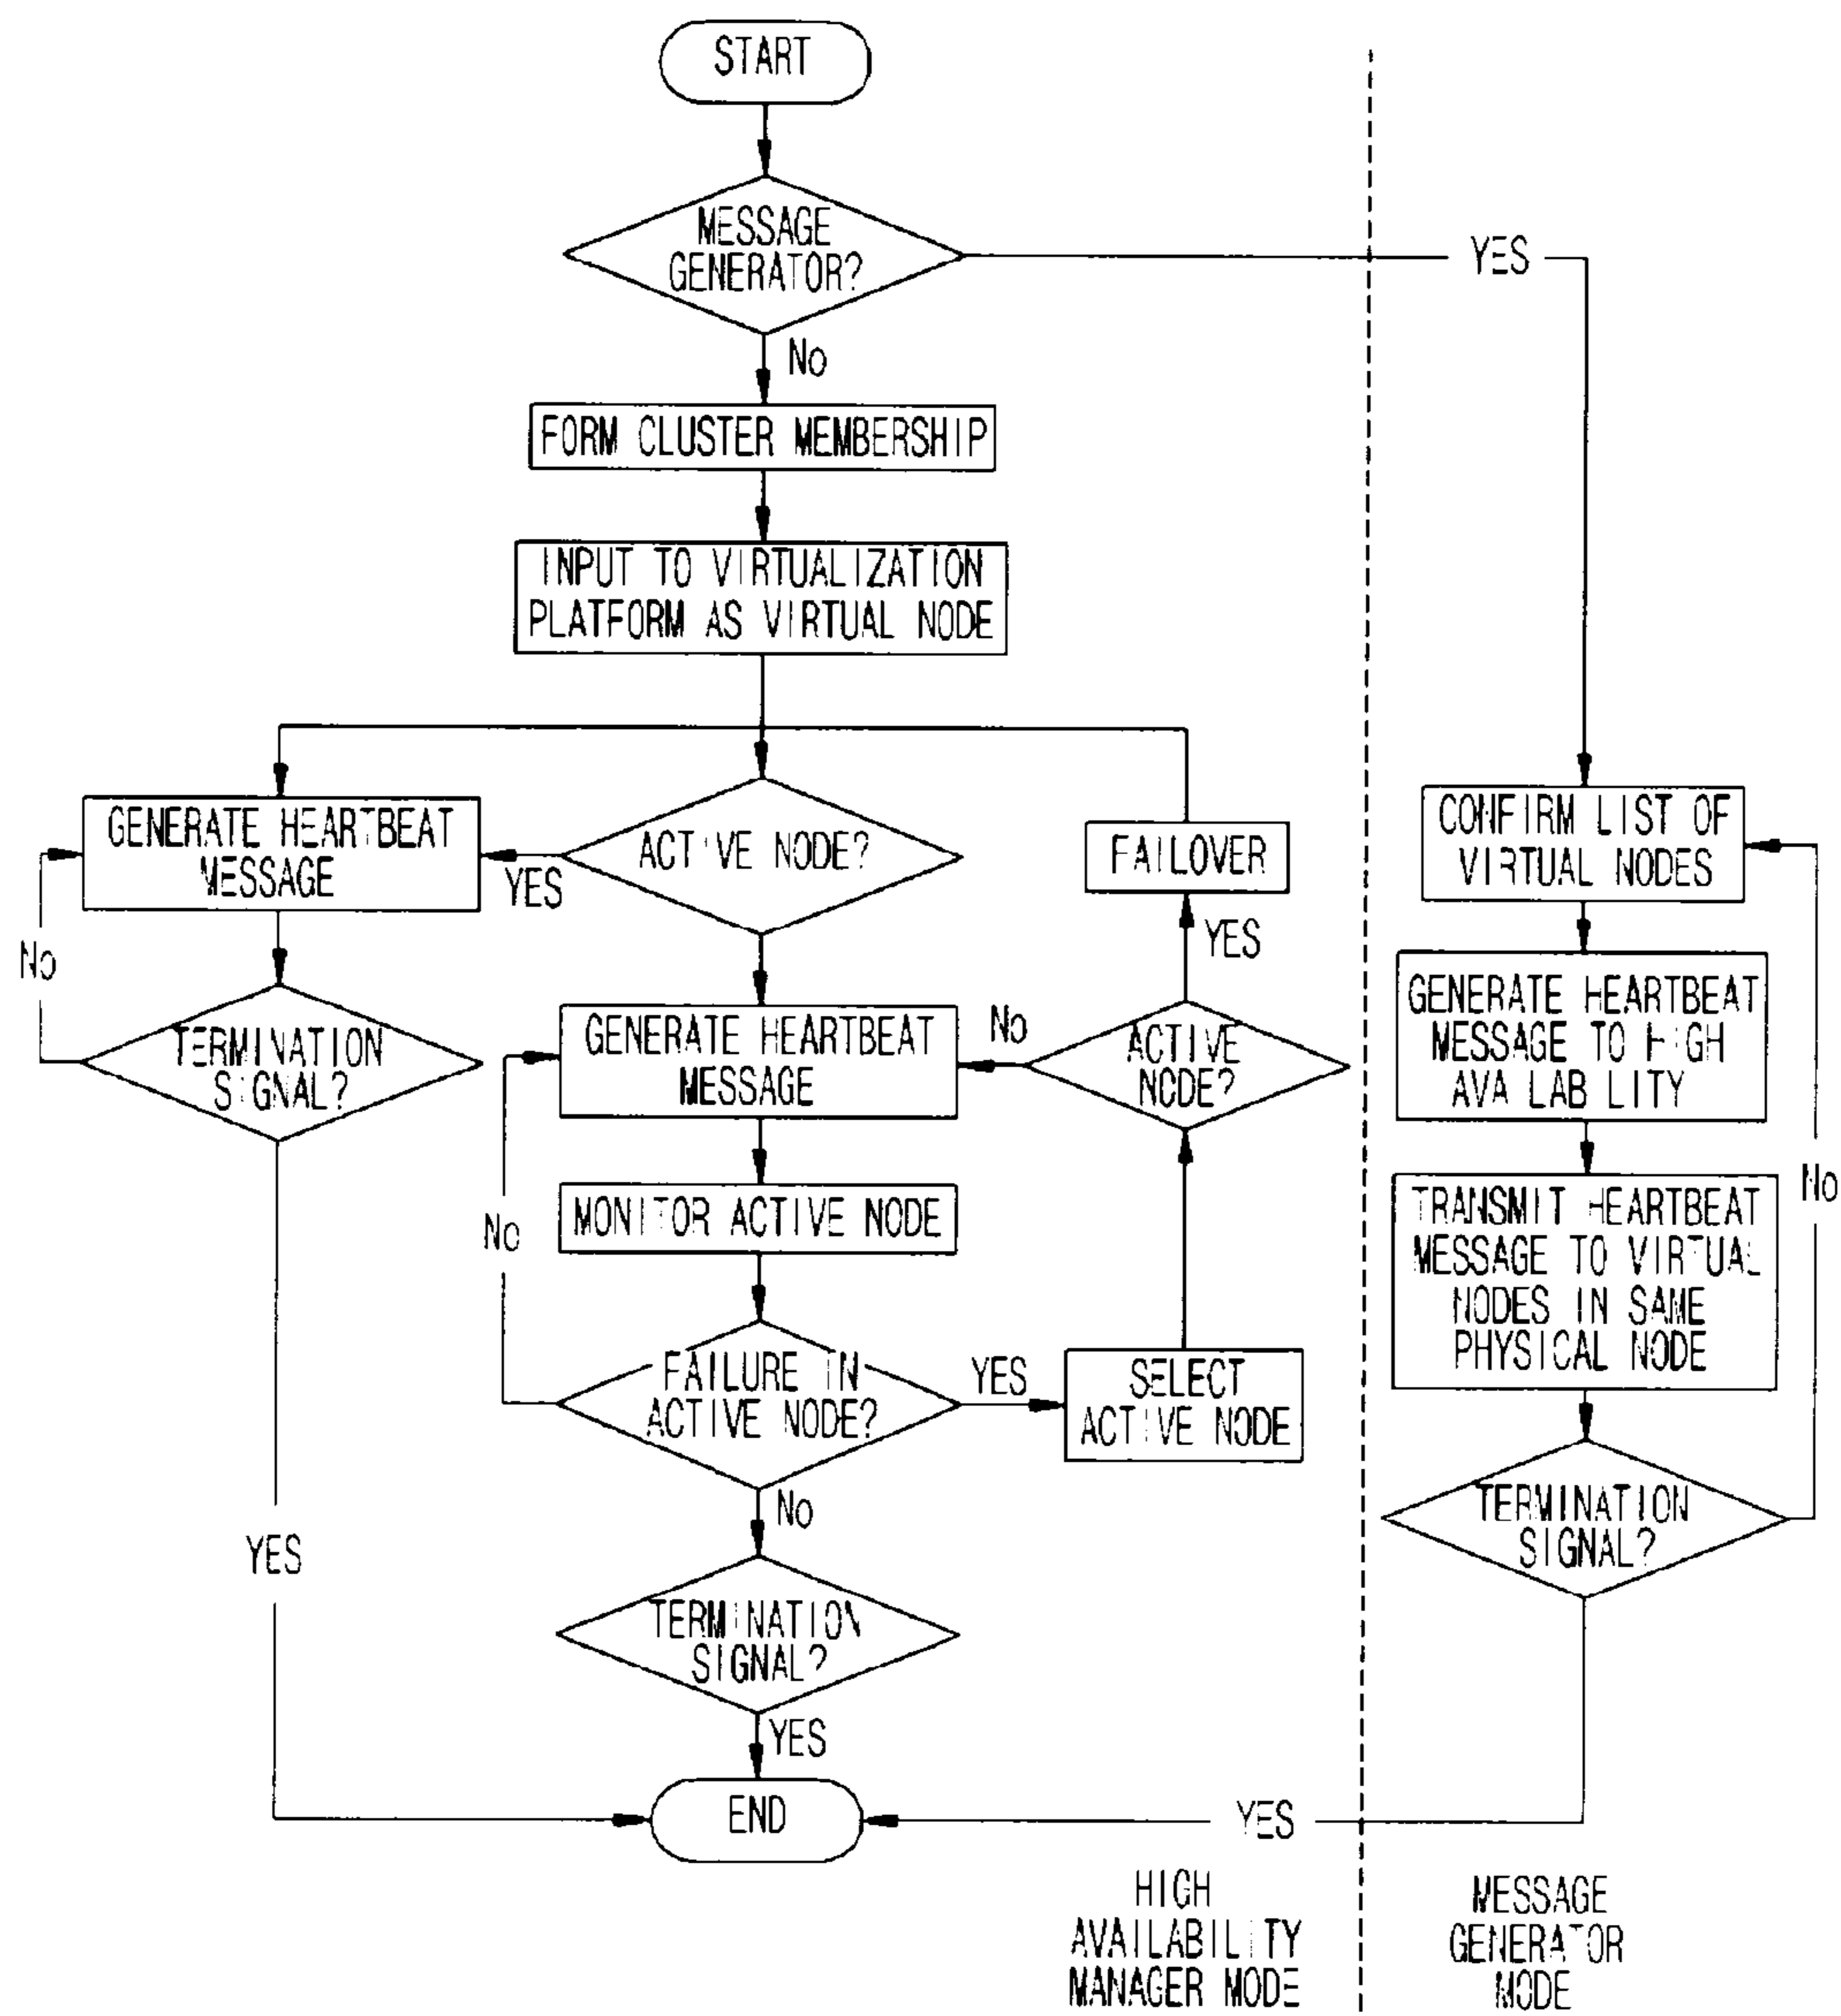 START
MESSAGE
GENERATOR?
YES
No
FORM CLUSTER MEMBERSHIP
INPUT TO VIRTUALIZATION
PLATFORM AS VIRTUAL NODE
GENERATE HEARTBEAT
MESSAGE
YES
ACTIVE NODE?
FAILOVER
CONFIRM LIST OF
VIRTUAL NODES
No
YES
TERMINATION
SIGNAL?
GENERATE HEARTBEAT
MESSAGE
No
ACTIVE
NODE?
GENERATE HEARTBEAT
MESSAGE TO HIGH
AVAILABILITY
No
MONITOR ACTIVE NODE
TRANSMIT HEARTBEAT
MESSAGE TO VIRTUAL
NODES IN SAME
PHYSICAL NODE
No
FAILURE IN
ACTIVE NODE?
YES
SELECT
ACTIVE NODE
No
TERMINATION
SIGNAL?
YES
TERMINATION
SIGNAL?
YES
END
YES
HIGH
AVAILABILITY
MANAGER MODE
MESSAGE
GENERATOR
MODE